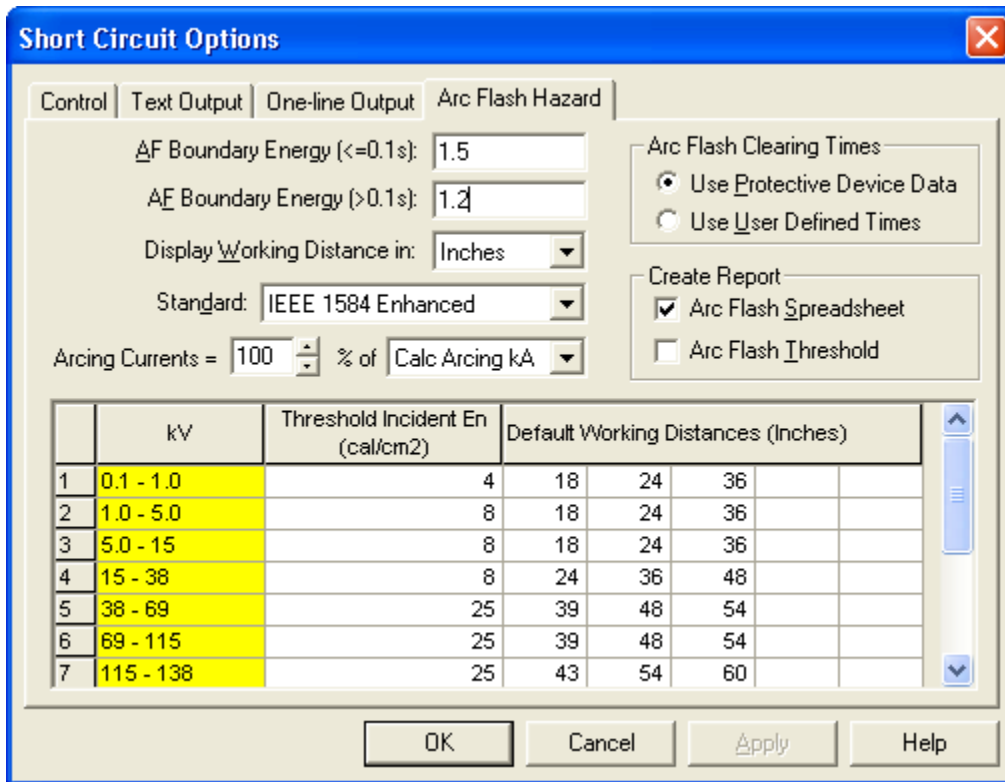 Short Circuit Options
Control Text Output One-line Output Arc Flash Hazard
AF Boundary Energy (<=0.1s): 1.5
AF Boundary Energy (>0.1s): 1.2
Display Working Distance in: Inches
Standard: IEEE 1584 Enhanced
Arcing Currents = 100 % of Calc Arcing kA
Arc Flash Clearing Times
Use Protective Device Data
Use User Defined Times
Create Report
Arc Flash Spreadsheet
Arc Flash Threshold
kV Threshold Incident En (cal/cm2) Default Working Distances (Inches)
1 0.1 - 1.0 4 18 24 36
2 1.0 - 5.0 8 18 24 36
3 5.0 - 15 8 18 24 36
4 15 - 38 8 24 36 48
5 38 - 69 25 39 48 54
6 69 - 115 25 39 48 54
7 115 - 138 25 43 54 60
OK Cancel Apply Help